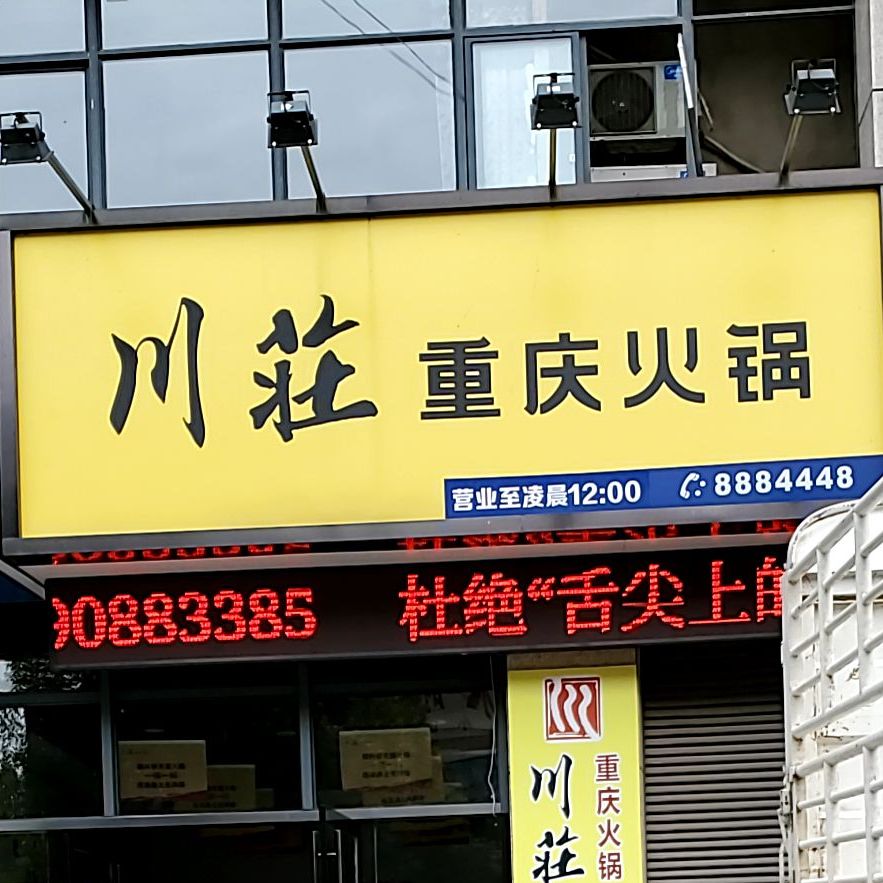 川莊 重庆火锅
营业至凌晨12:00 8884448
90883385 杜绝“舌尖上的
川莊
重庆火锅